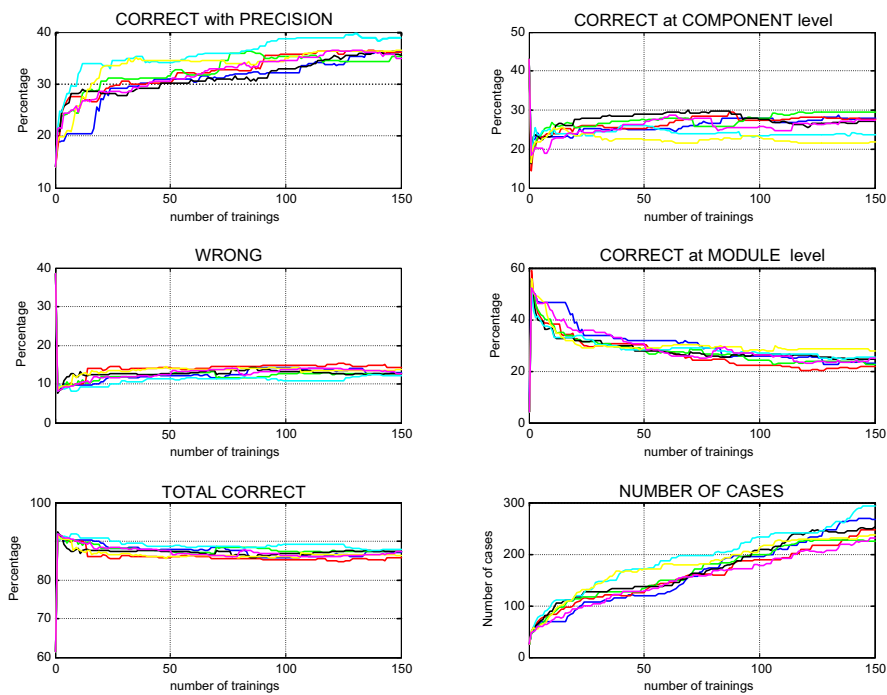 CORRECT with PRECISION
40
30
20
10
Percentage
0
50
100
150
number of trainings
CORRECT at COMPONENT level
50
40
30
20
10
Percentage
0
50
100
150
number of trainings
WRONG
40
30
20
10
0
Percentage
0
50
100
150
number of trainings
CORRECT at MODULE level
60
40
20
0
Percentage
0
50
100
150
number of trainings
TOTAL CORRECT
100
90
80
70
60
Percentage
0
50
100
150
number of trainings
NUMBER OF CASES
300
200
100
0
Number of cases
0
50
100
150
number of trainings